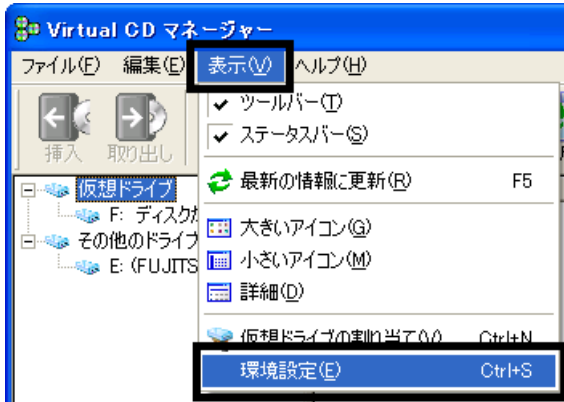 Virtual CD マネージャー
ファイル(F) 編集(E) 表示(V) ヘルプ(H)
挿入 取り出し
ツールバー(T)
ステータスバー(S)
最新の情報に更新(R) F5
大きいアイコン(G)
小さいアイコン(M)
詳細(D)
仮想ドライブの割り当て(V) Ctrl+N
環境設定(E) Ctrl+S
仮想ドライブ
F: ディスクが
その他のドライブ
E: (FUJITS